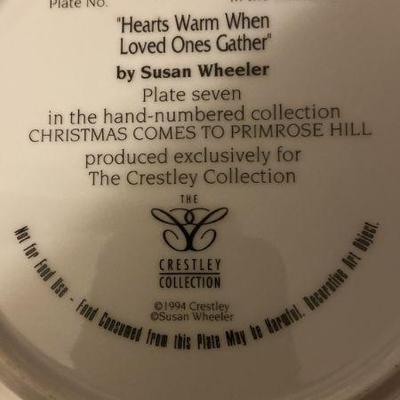 Plate No. in the
"Hearts Warm When
Loved Ones Gather"
by Susan Wheeler
Plate seven
in the hand-numbered collection
CHRISTMAS COMES TO PRIMROSE HILL
produced exclusively for
The Crestley Collection
THE
CRESTLEY
COLLECTION
©1994 Crestley
©Susan Wheeler
Not for Food Use - Food Consumed from this Plate May be Harmful. Decorative Art Object.